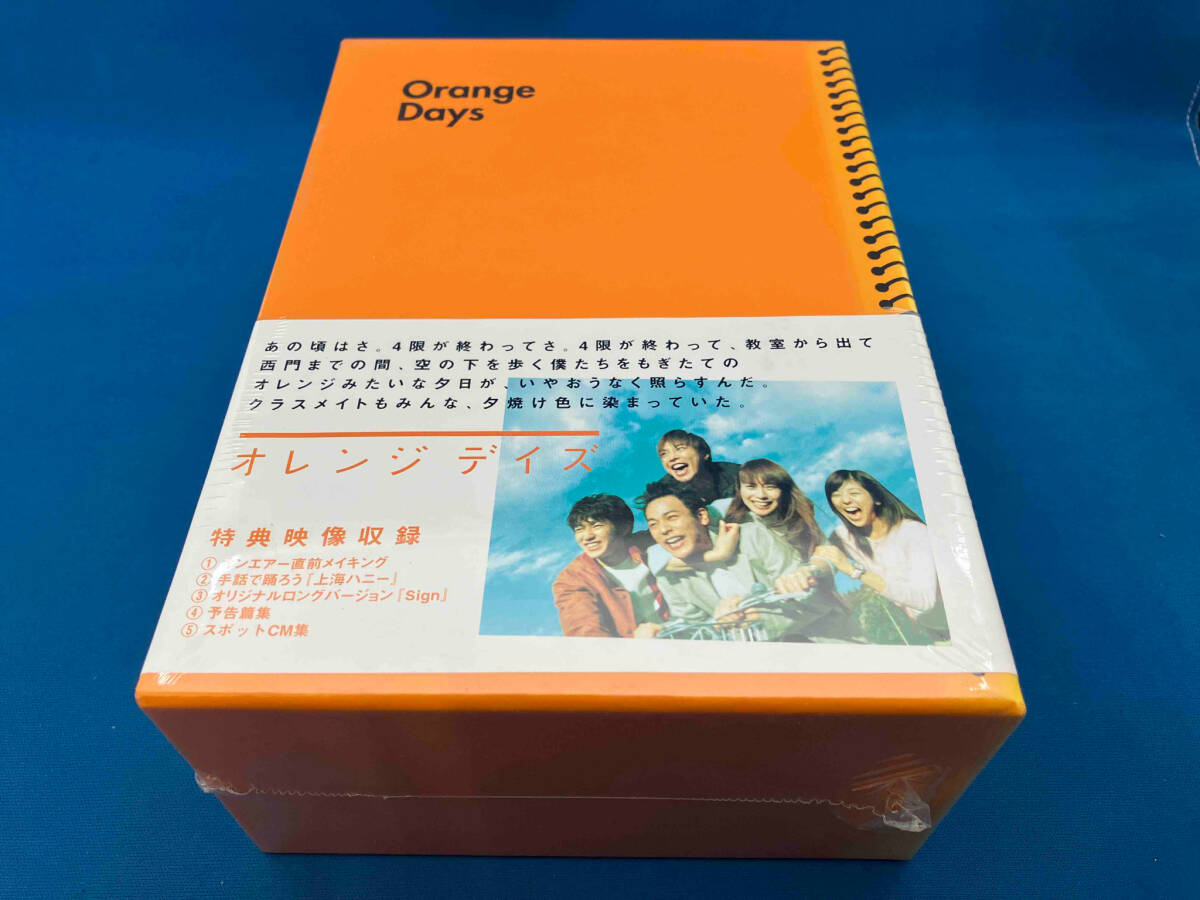 Orange
Days
あの頃はさ。4限が終わってさ。4限が終わって、教室から出て
西門までの間、空の下を歩く僕たちをもぎたての
オレンジみたいな夕日が、いやおうなく照らすんだ。
クラスメイトもみんな、夕焼け色に染まっていた。
オレンジ デイズ
特典映像収録
①オンエアー直前メイキング
②手話で踊ろう『上海ハニー』
③オリジナルロングバージョン『Sign』
④予告篇集
⑤スポットCM集